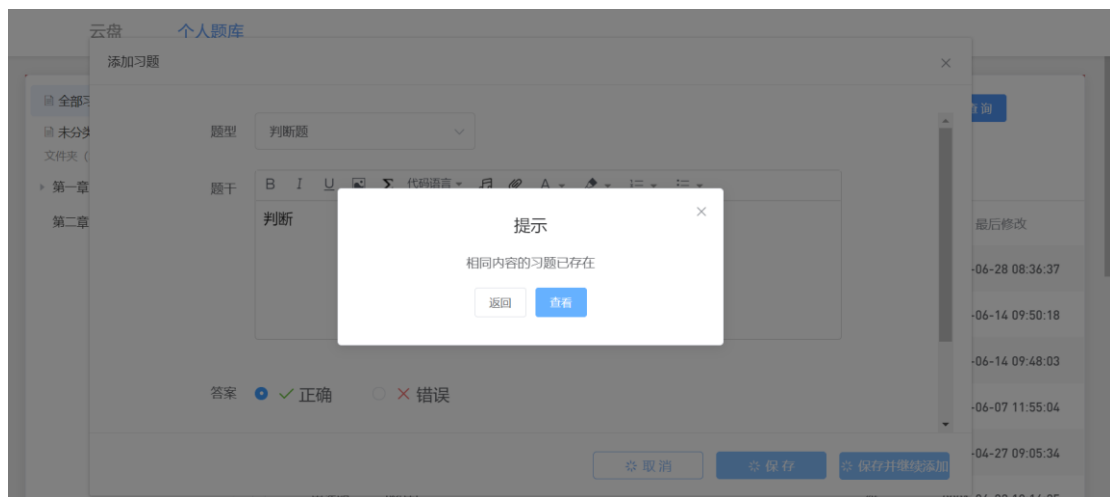 云盘 个人题库
添加习题
全部习
查询
未分类
题型 判断题
文件夹（
第一章
题干 B I U Σ 代码语言 A
判断
第二章
提示
最后修改
相同内容的习题已存在
-06-28 08:36:37
返回 查看
-06-14 09:50:18
-06-14 09:48:03
答案 正确 错误
-06-07 11:55:04
取消 保存 保存并继续添加
-04-27 09:05:34